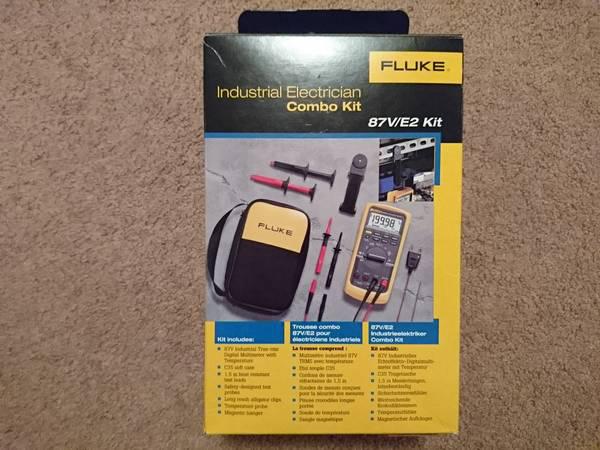 FLUKE®
Industrial Electrician
Combo Kit
87V/E2 Kit
FLUKE
199.98
Kit includes:
• 87V Industrial True-rms
Digital Multimeter with
Temperature
• C35 soft case
• 1.5 m heat resistant
test leads
• Safety-designed test
probes
• Long reach alligator clips
• Temperature probe
• Magnetic hanger
Trousse combo
87V/E2 pour
électriciens industriels
La trousse comprend :
• Multimètre industriel 87V
TRMS avec température
• Etui souple C35
• Cordons de mesure
réfractaires de 1,5 m
• Sondes de mesure conçues
pour la sécurité des mesures
• Pinces crocodiles longue
portée
• Sonde de température
• Sangle magnétique
87V/E2
Industrieelektriker
Combo Kit
Kit enthält:
• 87V Industrielles
Echteffektiv-Digitalmulti-
meter mit Temperatur
• C35 Tragetasche
• 1,5 m Messleitungen,
hitzebeständig
• Sicherheitsmessfühler
• Weitreichende
Krokodilklemmen
• Temperaturfühler
• Magnetischer Aufhänger